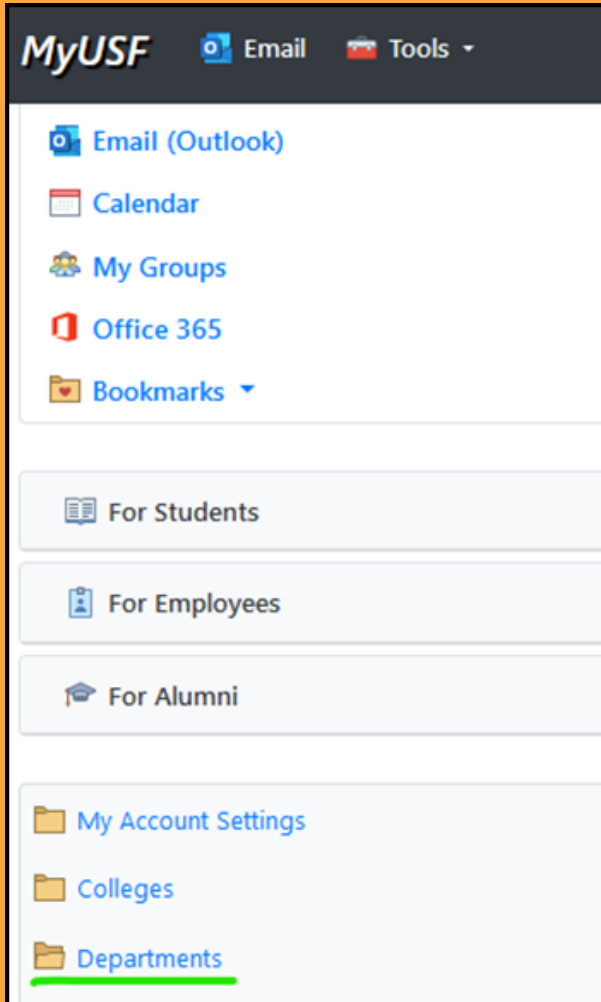 MyUSF Email Tools
Email (Outlook)
Calendar
My Groups
Office 365
Bookmarks
For Students
For Employees
For Alumni
My Account Settings
Colleges
Departments